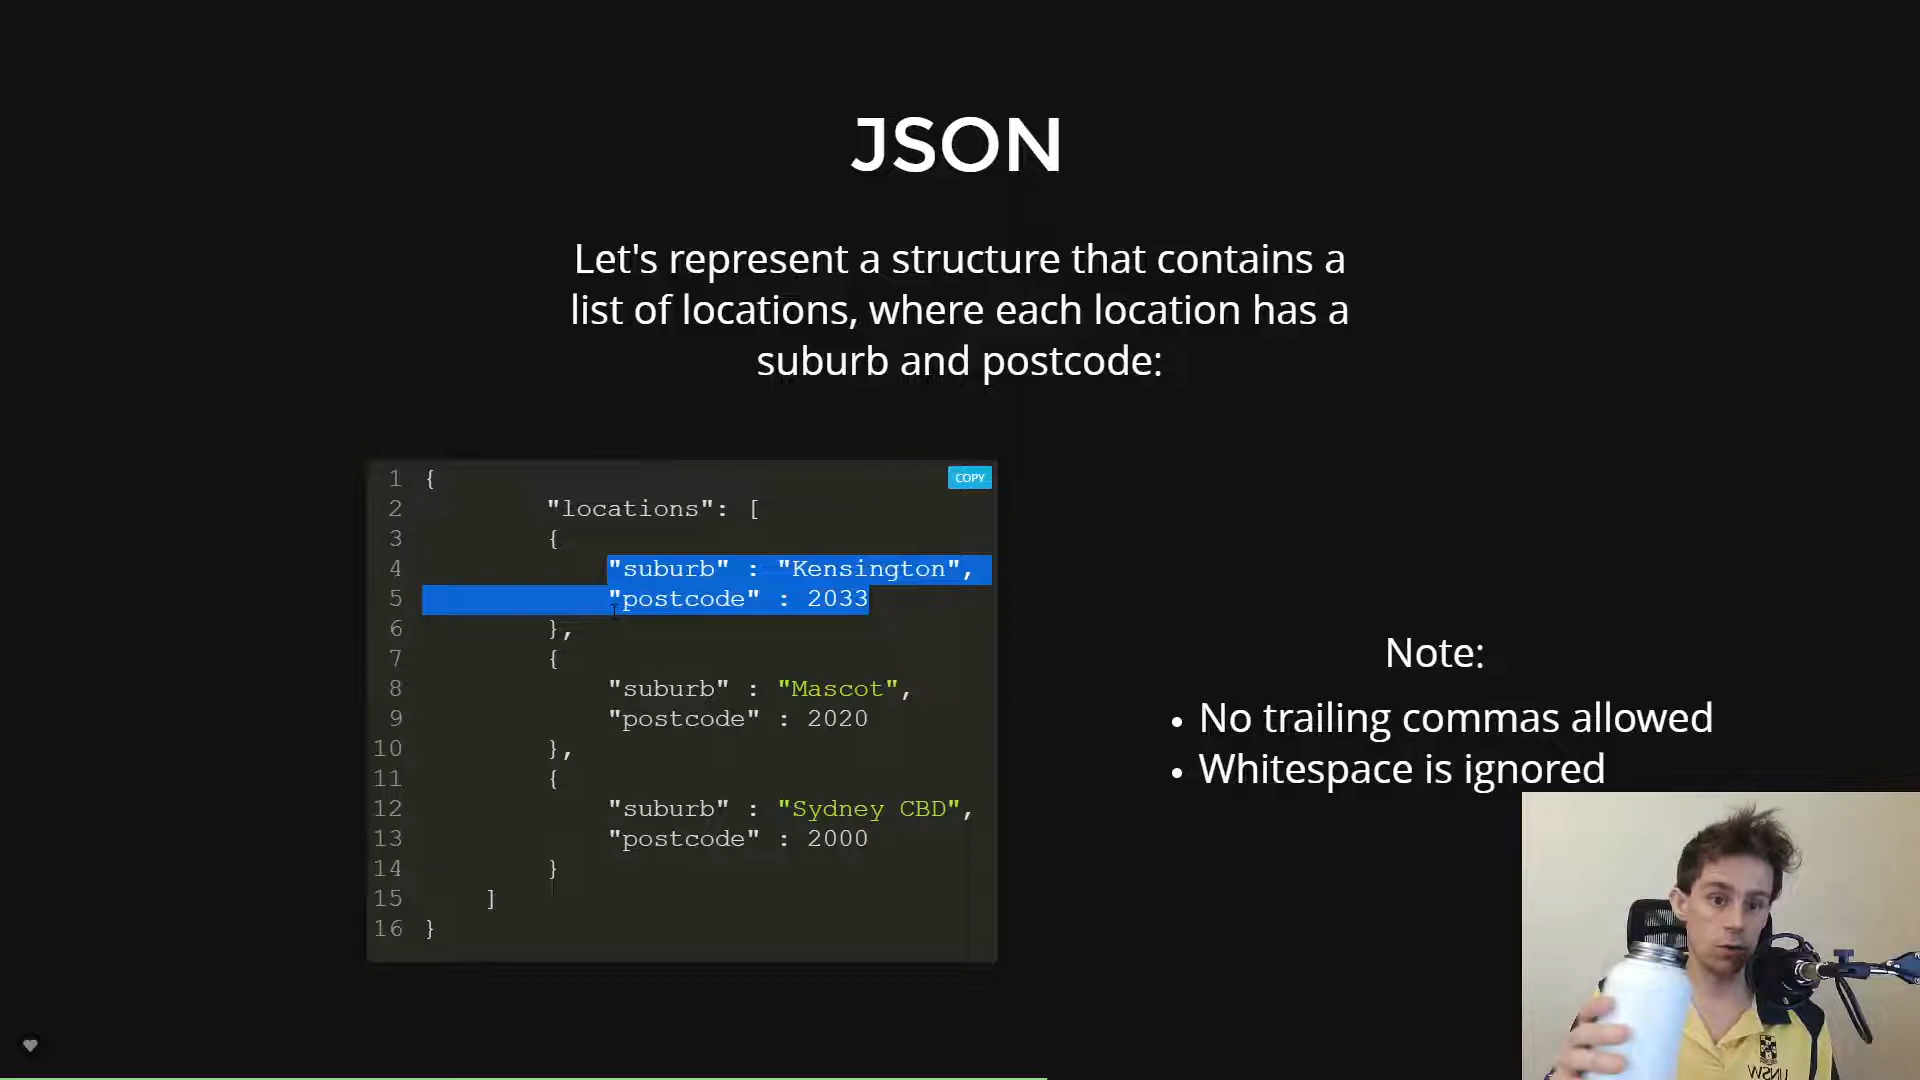 JSON
Let's represent a structure that contains a
list of locations, where each location has a
suburb and postcode:
COPY
1 {
2 "locations": [
3 {
4 "suburb" : "Kensington",
5 "postcode" : 2033
6 },
7 {
8 "suburb" : "Mascot",
9 "postcode" : 2020
10 },
11 {
12 "suburb" : "Sydney CBD",
13 "postcode" : 2000
14 }
15 ]
16 }
Note:
• No trailing commas allowed
• Whitespace is ignored
UNSW